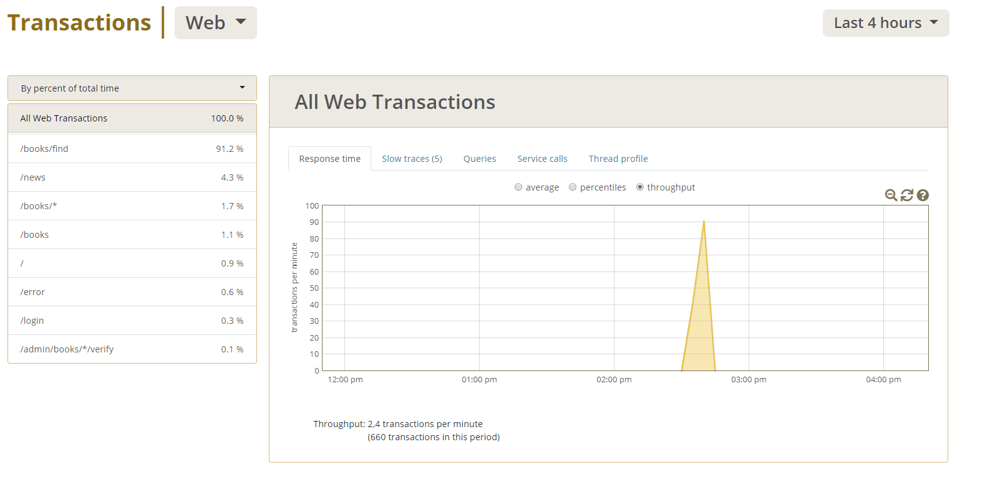 Transactions
Web
Last 4 hours
By percent of total time
All Web Transactions 100.0 %
/books/find 91.2 %
/news 4.3 %
/books/* 1.7 %
/books 1.1 %
/ 0.9 %
/error 0.6 %
/login 0.3 %
/admin/books/*/verify 0.1 %
All Web Transactions
Response time Slow traces (5) Queries Service calls Thread profile
average percentiles throughput
transactions per minute
100
90
80
70
60
50
40
30
20
10
0
12:00 pm 01:00 pm 02:00 pm 03:00 pm 04:00 pm
Throughput: 2,4 transactions per minute
(660 transactions in this period)